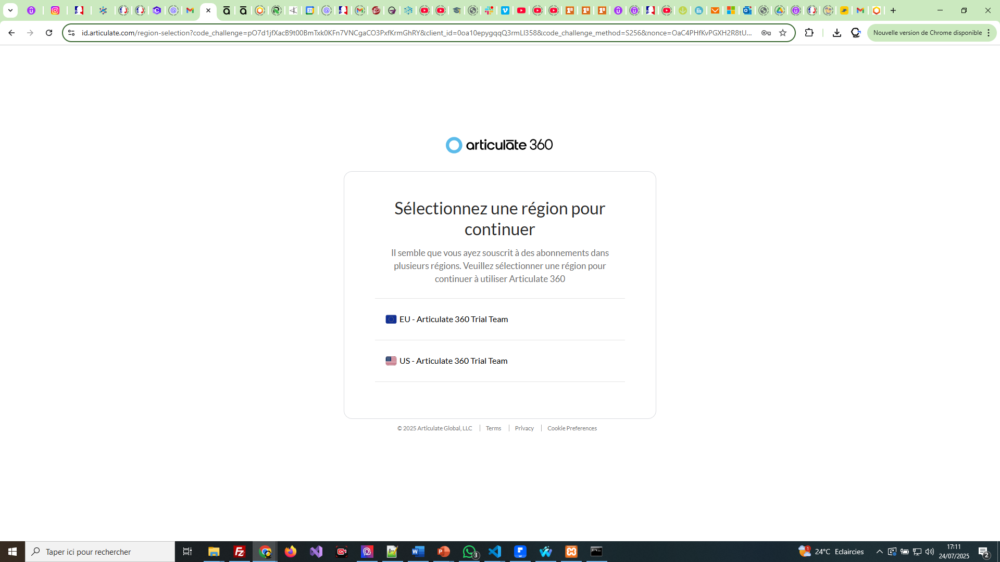 id.articulate.com/region-selection?code_challenge=pO7d1jfXacB9t00BmTxk0KFn7VNCgaCO3PxfKrmGhRY&client_id=0oa10epygqqQ3rmLI358&code_challenge_method=S256&nonce=OaC4PHfKvPGXH2R8tU...
Nouvelle version de Chrome disponible
articulate 360
Sélectionnez une région pour
continuer
Il semble que vous ayez souscrit à des abonnements dans
plusieurs régions. Veuillez sélectionner une région pour
continuer à utiliser Articulate 360
EU - Articulate 360 Trial Team
US - Articulate 360 Trial Team
© 2025 Articulate Global, LLC
Terms
Privacy
Cookie Preferences
Taper ici pour rechercher
3
1
24°C Eclaircies
17:11
24/07/2025
2